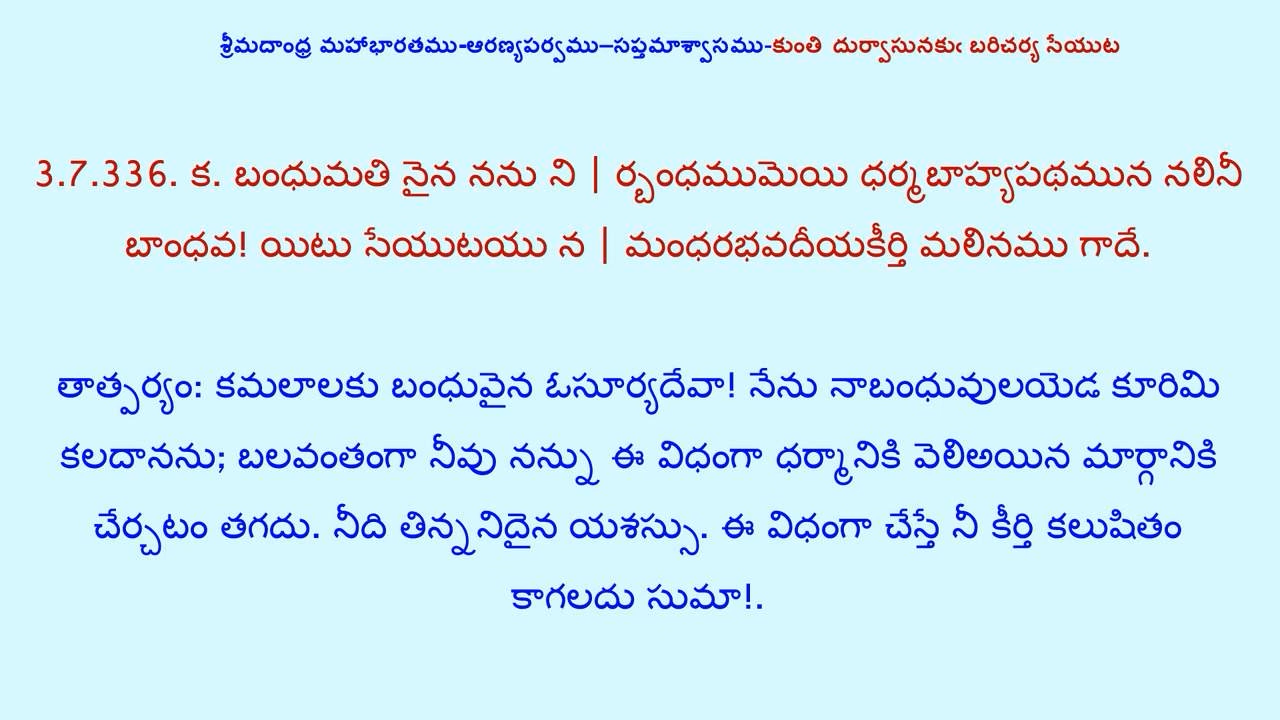 శ్రీమదాంధ్ర మహాభారతము-ఆరణ్యపర్వము–సప్తమాశ్వాసము-కుంతి దుర్వాసునకుఁ బరిచర్య సేయుట
3.7.336. క. బంధుమతి నైన నను ని | ర్బంధముమెయి ధర్మబాహ్యపథమున నలినీ
బాంధవ! యిటు సేయుటయు న | మంధరభవదీయకీర్తి మలినము గాదే.
తాత్పర్యం: కమలాలకు బంధువైన ఓసూర్యదేవా! నేను నాబంధువులయెడ కూరిమి
కలదానను; బలవంతంగా నీవు నన్ను ఈ విధంగా ధర్మానికి వెలిఅయిన మార్గానికి
చేర్చటం తగదు. నీది తిన్ననిదైన యశస్సు. ఈ విధంగా చేస్తే నీ కీర్తి కలుషితం
కాగలదు సుమా!.